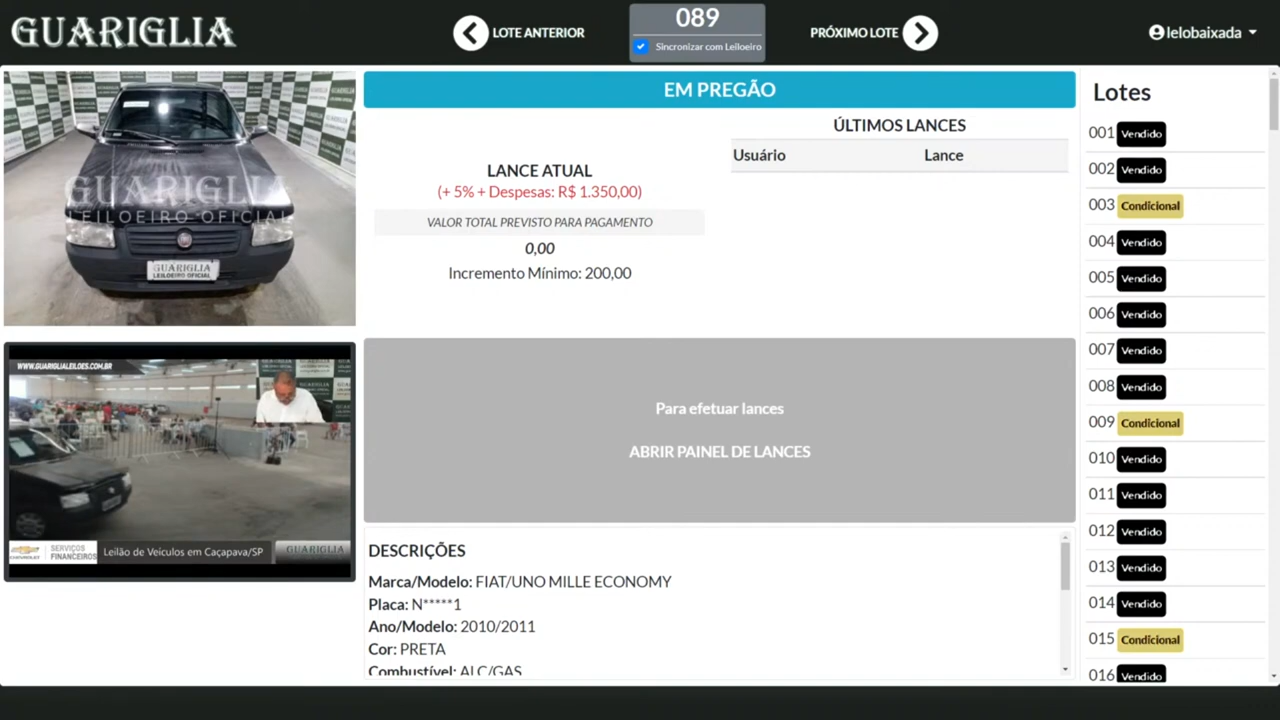 GUARIGLIA
LOTE ANTERIOR
089
Sincronizar com Leiloeiro
PRÓXIMO LOTE
lelobaixada
GUARIGLIA
LEILOEIRO OFICIAL
GUARIGLIA
LEILOEIRO OFICIAL
EM PREGÃO
LANCE ATUAL
(+ 5% + Despesas: R$ 1.350,00)
VALOR TOTAL PREVISTO PARA PAGAMENTO
0,00
Incremento Mínimo: 200,00
ÚLTIMOS LANCES
Usuário Lance
WWW.GUARIGLIALEILOES.COM.BR
CHEVROLET
SERVIÇOS
FINANCEIROS
Leilão de Veiculos em Caçapava/SP
GUARIGLIA
Para efetuar lances
ABRIR PAINEL DE LANCES
DESCRIÇÕES
Marca/Modelo: FIAT/UNO MILLE ECONOMY
Placa: N*****1
Ano/Modelo: 2010/2011
Cor: PRETA
Combustível: ALC/GAS
Lotes
001 Vendido
002 Vendido
003 Condicional
004 Vendido
005 Vendido
006 Vendido
007 Vendido
008 Vendido
009 Condicional
010 Vendido
011 Vendido
012 Vendido
013 Vendido
014 Vendido
015 Condicional
016 Vendido